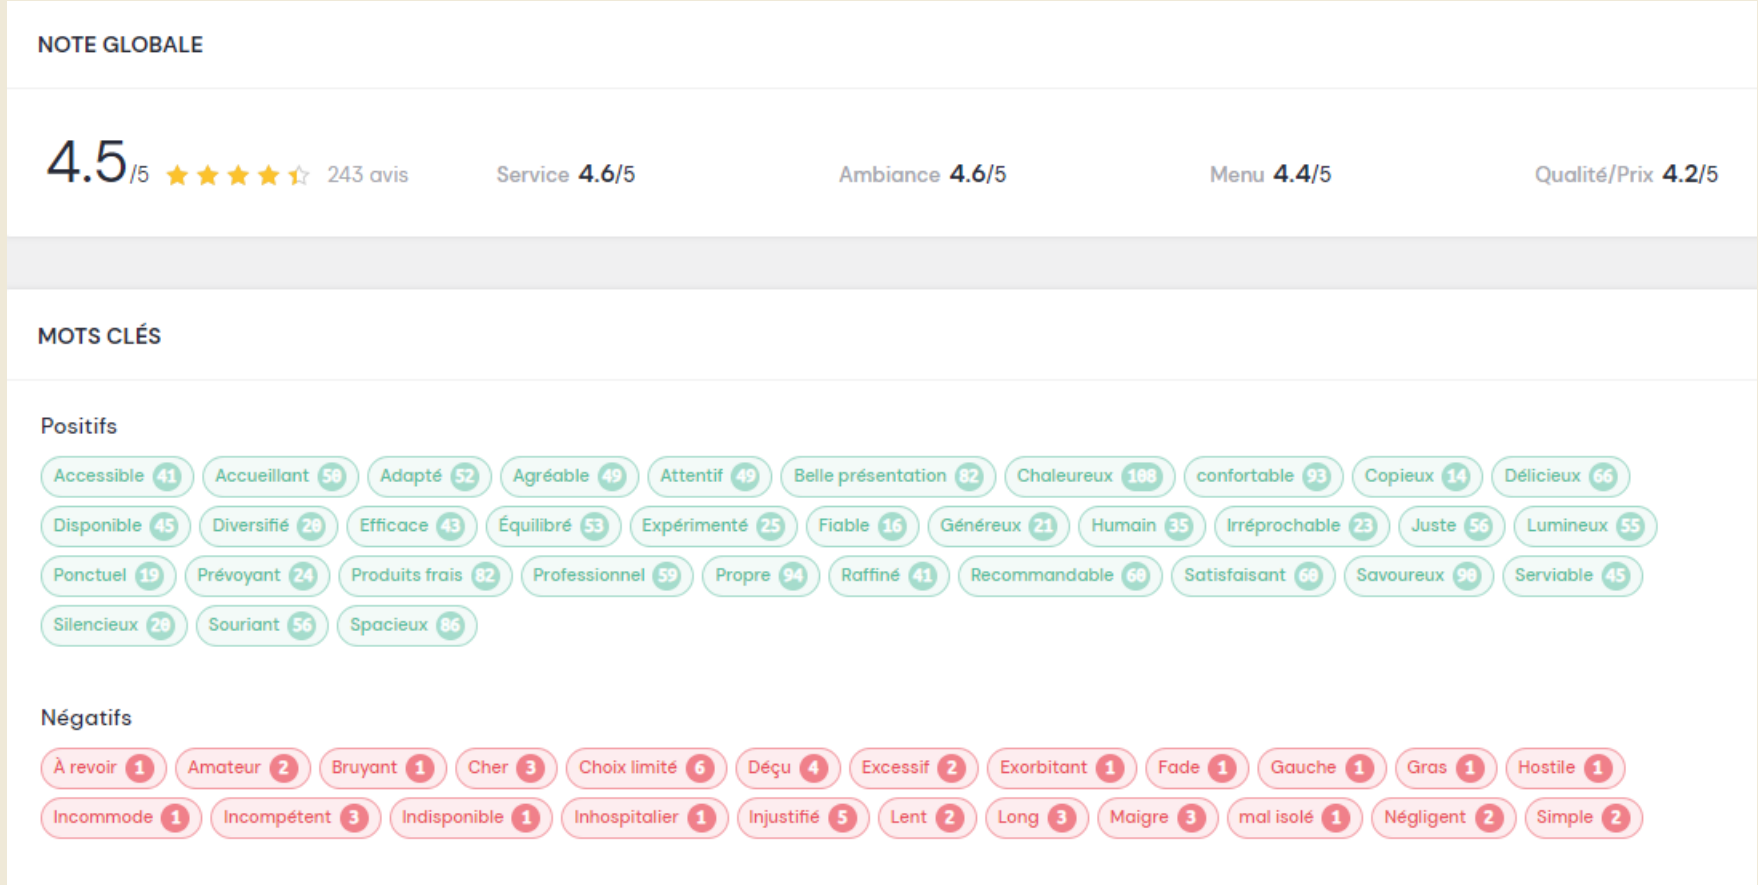 NOTE GLOBALE
4.5/5 243 avis Service 4.6/5 Ambiance 4.6/5 Menu 4.4/5 Qualité/Prix 4.2/5
MOTS CLÉS
Positifs
Accessible 41 Accueillant 50 Adapté 52 Agréable 49 Attentif 49 Belle présentation 82 Chaleureux 108 confortable 93 Copieux 14 Délicieux 66
Disponible 45 Diversifié 20 Efficace 43 Équilibré 53 Expérimenté 25 Fiable 16 Généreux 21 Humain 35 Irréprochable 23 Juste 56 Lumineux 55
Ponctuel 19 Prévoyant 24 Produits frais 82 Professionnel 59 Propre 94 Raffiné 41 Recommandable 60 Satisfaisant 60 Savoureux 90 Serviable 45
Silencieux 20 Souriant 56 Spacieux 86
Négatifs
À revoir 1 Amateur 2 Bruyant 1 Cher 3 Choix limité 6 Déçu 4 Excessif 2 Exorbitant 1 Fade 1 Gauche 1 Gras 1 Hostile 1
Incommode 1 Incompétent 3 Indisponible 1 Inhospitalier 1 Injustifié 5 Lent 2 Long 3 Maigre 3 mal isolé 1 Négligent 2 Simple 2